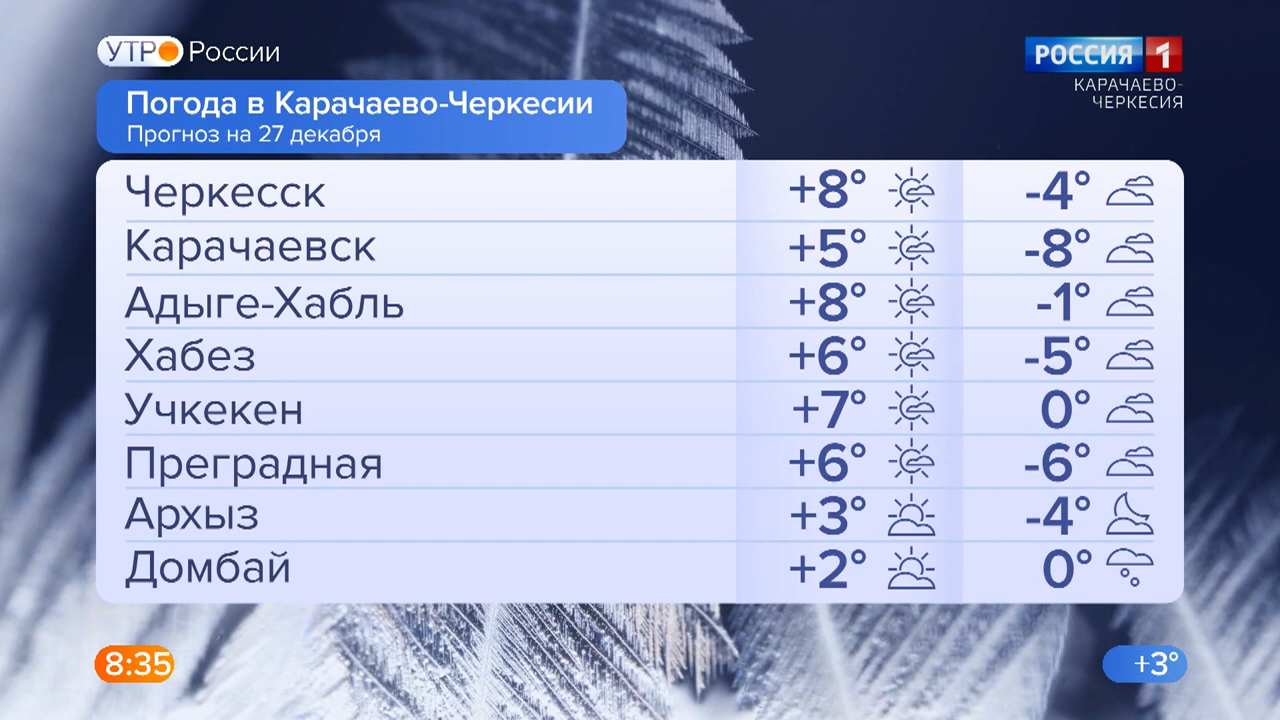 УТРО России
РОССИЯ 1
КАРАЧАЕВО-
ЧЕРКЕСИЯ
Погода в Карачаево-Черкесии
Прогноз на 27 декабря
Черкесск +8° -4°
Карачаевск +5° -8°
Адыге-Хабль +8° -1°
Хабез +6° -5°
Учкекен +7° 0°
Преградная +6° -6°
Архыз +3° -4°
Домбай +2° 0°
8:35 +3°